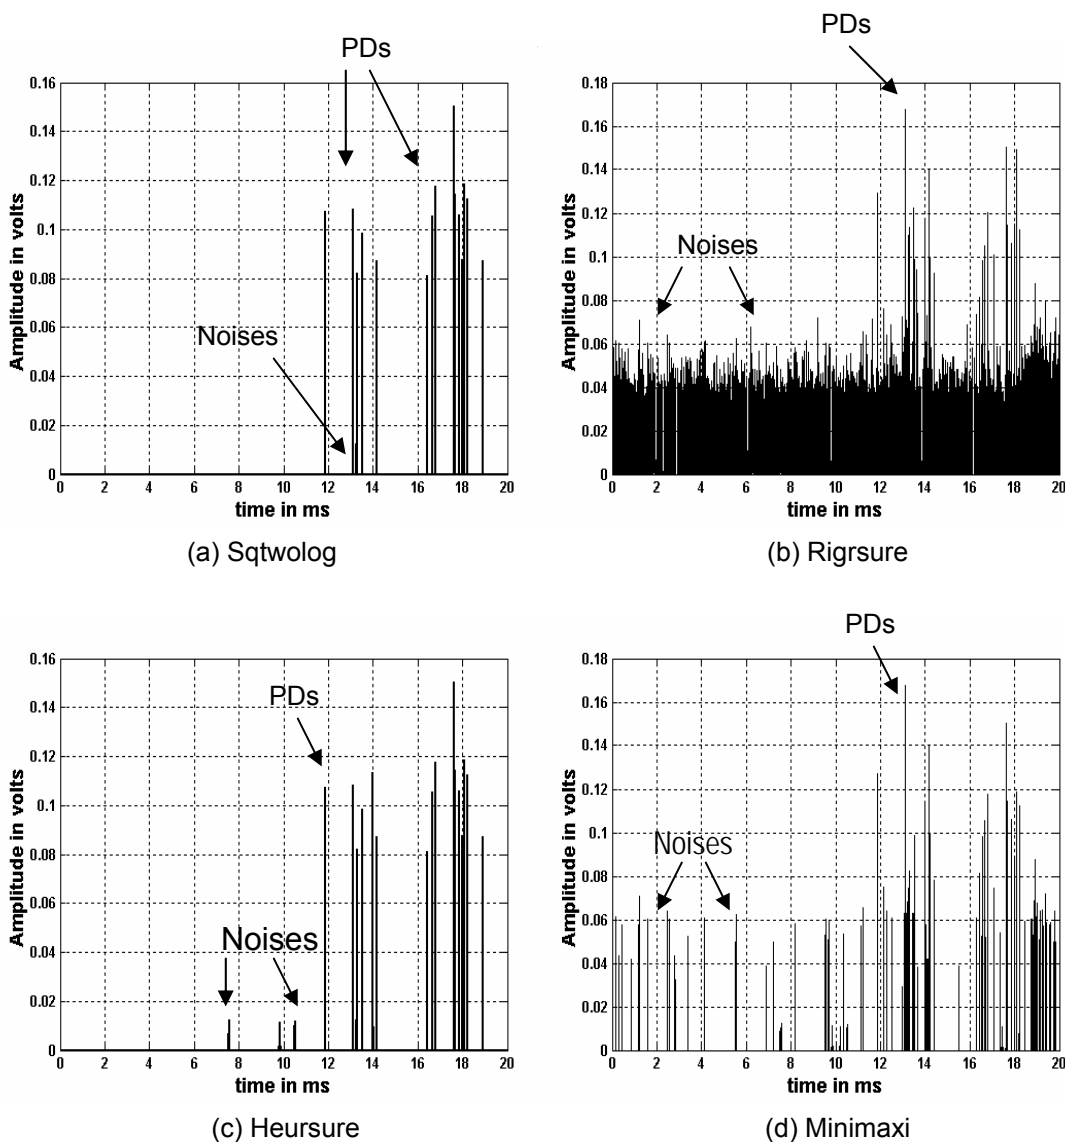 PDs
0.16
0.14
0.12
0.1
0.08
0.06
0.04
0.02
0
Amplitude in volts
Noises
0 2 4 6 8 10 12 14 16 18 20
time in ms
(a) Sqtwolog
PDs
0.18
0.16
0.14
0.12
0.1
0.08
0.06
0.04
0.02
0
Amplitude in volts
Noises
0 2 4 6 8 10 12 14 16 18 20
time in ms
(b) Rigrsure
0.16
0.14
0.12
0.1
0.08
0.06
0.04
0.02
0
Amplitude in volts
PDs
Noises
0 2 4 6 8 10 12 14 16 18 20
time in ms
(c) Heursure
PDs
0.18
0.16
0.14
0.12
0.1
0.08
0.06
0.04
0.02
0
Amplitude in volts
Noises
0 2 4 6 8 10 12 14 16 18 20
time in ms
(d) Minimaxi